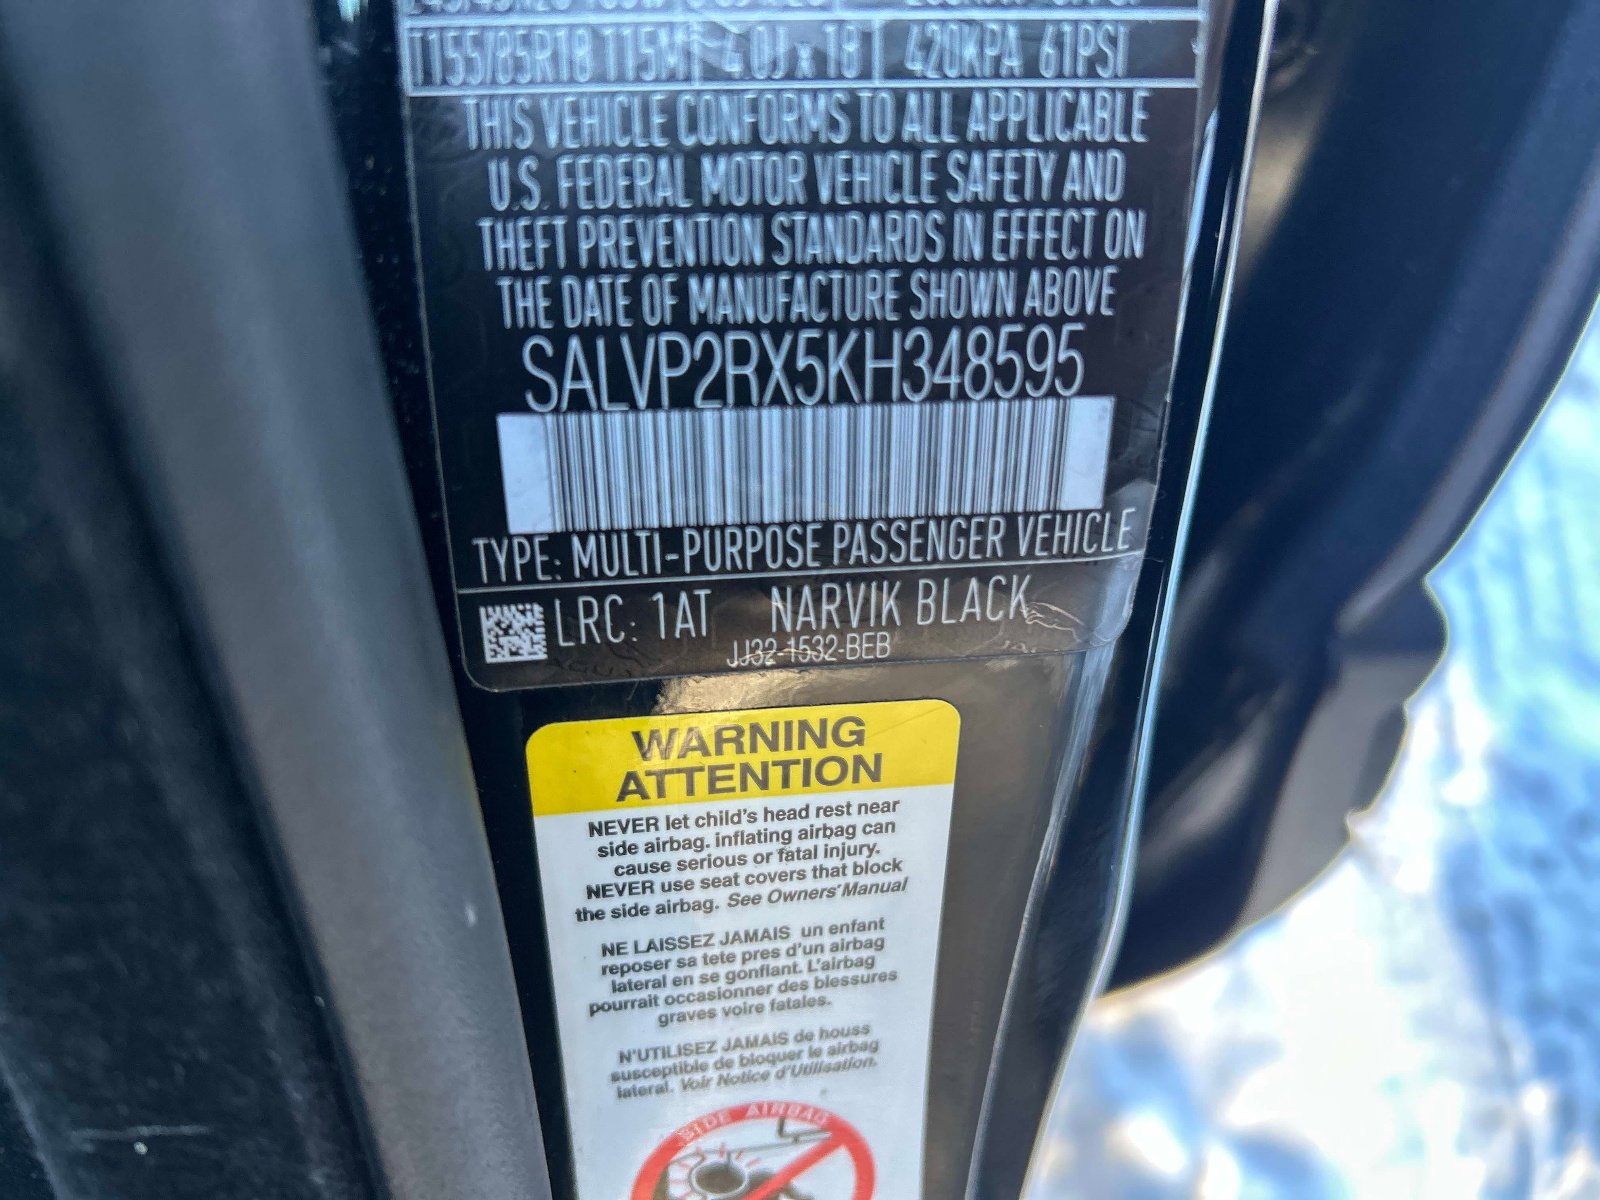 T155/85R18 115M 4.0J x 18 420KPA 61PSI
THIS VEHICLE CONFORMS TO ALL APPLICABLE
U.S. FEDERAL MOTOR VEHICLE SAFETY AND
THEFT PREVENTION STANDARDS IN EFFECT ON
THE DATE OF MANUFACTURE SHOWN ABOVE
SALVP2RX5KH348595
TYPE: MULTI-PURPOSE PASSENGER VEHICLE
LRC: 1AT NARVIK BLACK
JJ32-1532-BEB
WARNING
ATTENTION
NEVER let child's head rest near
side airbag. inflating airbag can
cause serious or fatal injury.
NEVER use seat covers that block
the side airbag. See Owners' Manual
NE LAISSEZ JAMAIS un enfant
reposer sa tete pres d'un airbag
lateral en se gonflant. L'airbag
pourrait occasionner des blessures
graves voire fatales.
N'UTILISEZ JAMAIS de houss
susceptible de bloquer le airbag
lateral. Voir Notice d'Utilisation.
SIDE AIRBAG